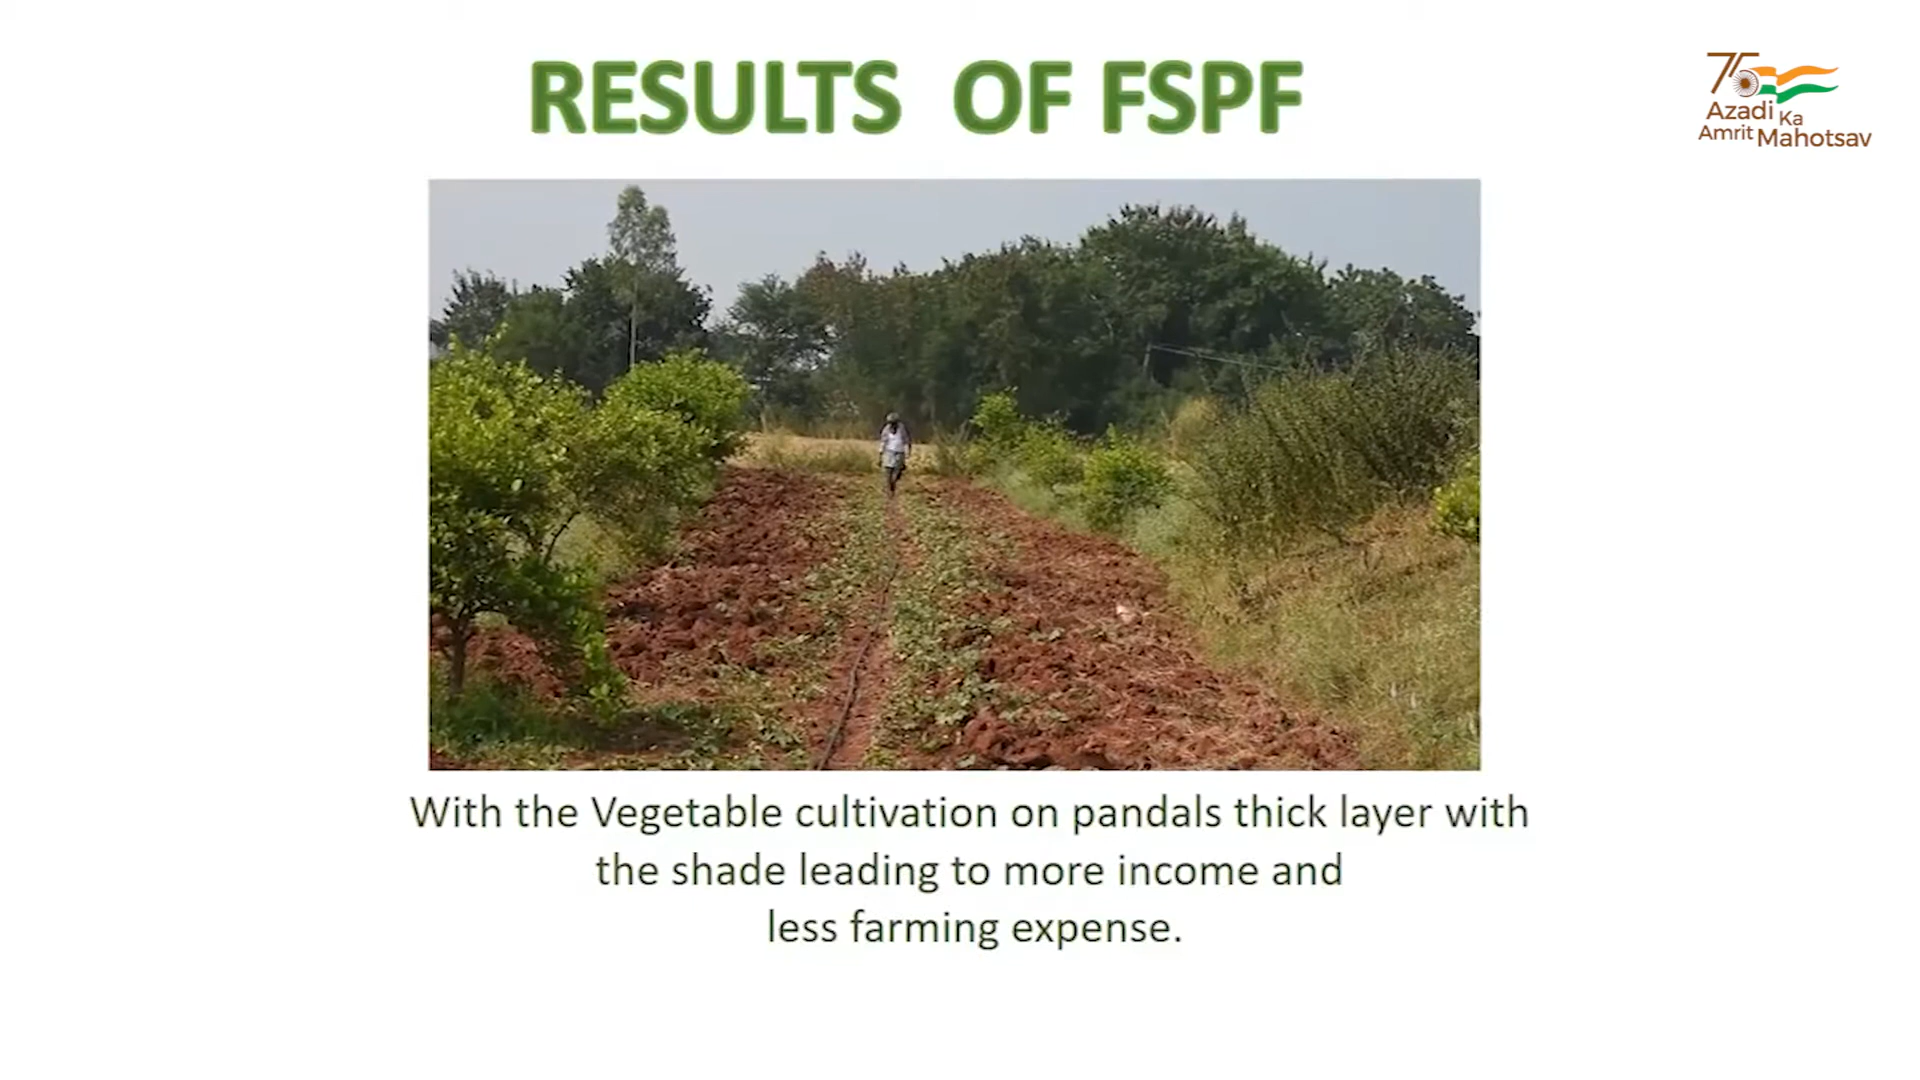 RESULTS OF FSPF
75
Azadi Ka
Amrit Mahotsav
With the Vegetable cultivation on pandals thick layer with
the shade leading to more income and
less farming expense.